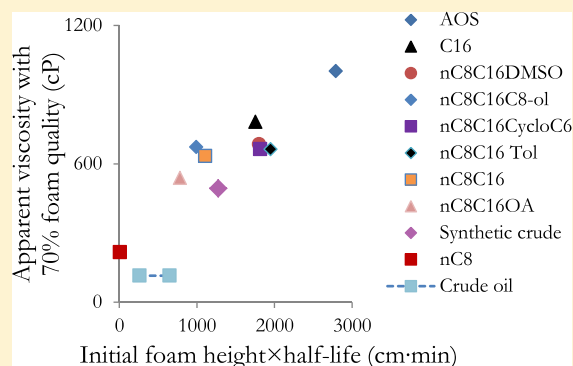 1200
600
0
0
1000
2000
3000
Apparent viscosity with
70% foam quality (cP)
Initial foam height×half-life (cm·min)
AOS
C16
nC8C16DMSO
nC8C16C8-ol
nC8C16CycloC6
nC8C16 Tol
nC8C16
nC8C16OA
Synthetic crude
nC8
Crude oil